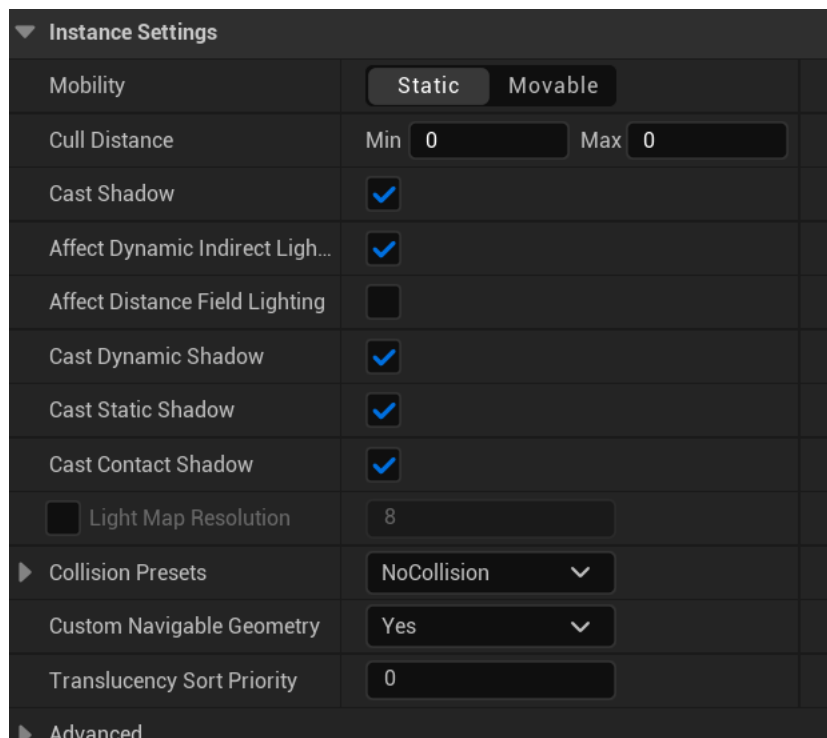 Instance Settings
Mobility Static Movable
Cull Distance Min 0 Max 0
Cast Shadow
Affect Dynamic Indirect Ligh...
Affect Distance Field Lighting
Cast Dynamic Shadow
Cast Static Shadow
Cast Contact Shadow
Light Map Resolution 8
Collision Presets NoCollision
Custom Navigable Geometry Yes
Translucency Sort Priority 0
Advanced